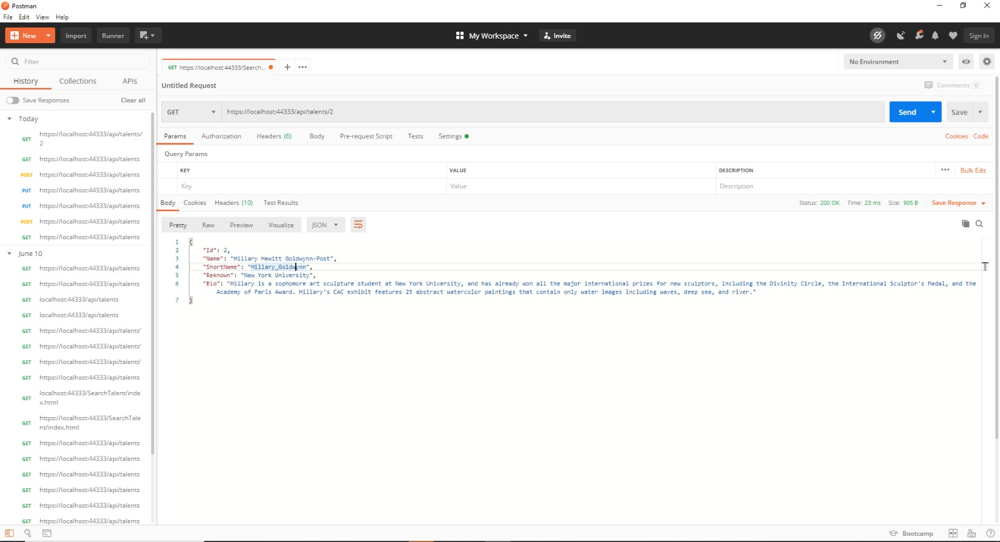 Postman
File Edit View Help
New Import Runner My Workspace Invite Sign In
Filter
History Collections APIs
Save Responses Clear all
Today
GET https://localhost:44333/api/talents/
2
GET https://localhost:44333/api/talents
POST https://localhost:44333/api/talents
PUT https://localhost:44333/api/talents
PUT https://localhost:44333/api/talents
POST https://localhost:44333/api/talents
GET https://localhost:44333/api/talents
June 10
GET https://localhost:44333/api/talents
GET https://localhost:44333/api/talents
GET localhost:44333/api/talents
GET localhost:44333/api/talents
GET https://localhost:44333/api/talents'
GET https://localhost:44333/api/talents'
GET https://localhost:44333/api/talents'
GET https://localhost:44333/api/talents
GET localhost:44333/SearchTalent/inde
x.html
GET https://localhost:44333/SearchTale
nt/index.html
GET https://localhost:44333/api/talents
GET https://localhost:44333/api/talents
GET https://localhost:44333/api/talents
GET https://localhost:44333/api/talents
GET https://localhost:44333/api/talents
GET https://localhost:44333/api/talents
GET https://localhost:44333/Search... + ••• No Environment
Untitled Request Comments 0
GET https://localhost:44333/api/talents/2 Send Save
Params Authorization Headers (6) Body Pre-request Script Tests Settings Cookies Code
Query Params
KEY VALUE DESCRIPTION ••• Bulk Edit
Key Value Description
Body Cookies Headers (10) Test Results Status: 200 OK Time: 23 ms Size: 905 B Save Response
Pretty Raw Preview Visualize JSON
1 {
2 "Id": 2,
3 "Name": "Hillary Hewitt Goldwynn-Post",
4 "ShortName": "Hillary_Goldwynn",
5 "Reknown": "New York University",
6 "Bio": "Hillary is a sophomore art sculpture student at New York University, and has already won all the major international prizes for new sculptors, including the Divinity Circle, the International Sculptor's Medal, and the
Academy of Paris Award. Hillary's CAC exhibit features 25 abstract watercolor paintings that contain only water images including waves, deep sea, and river."
7 }
Bootcamp